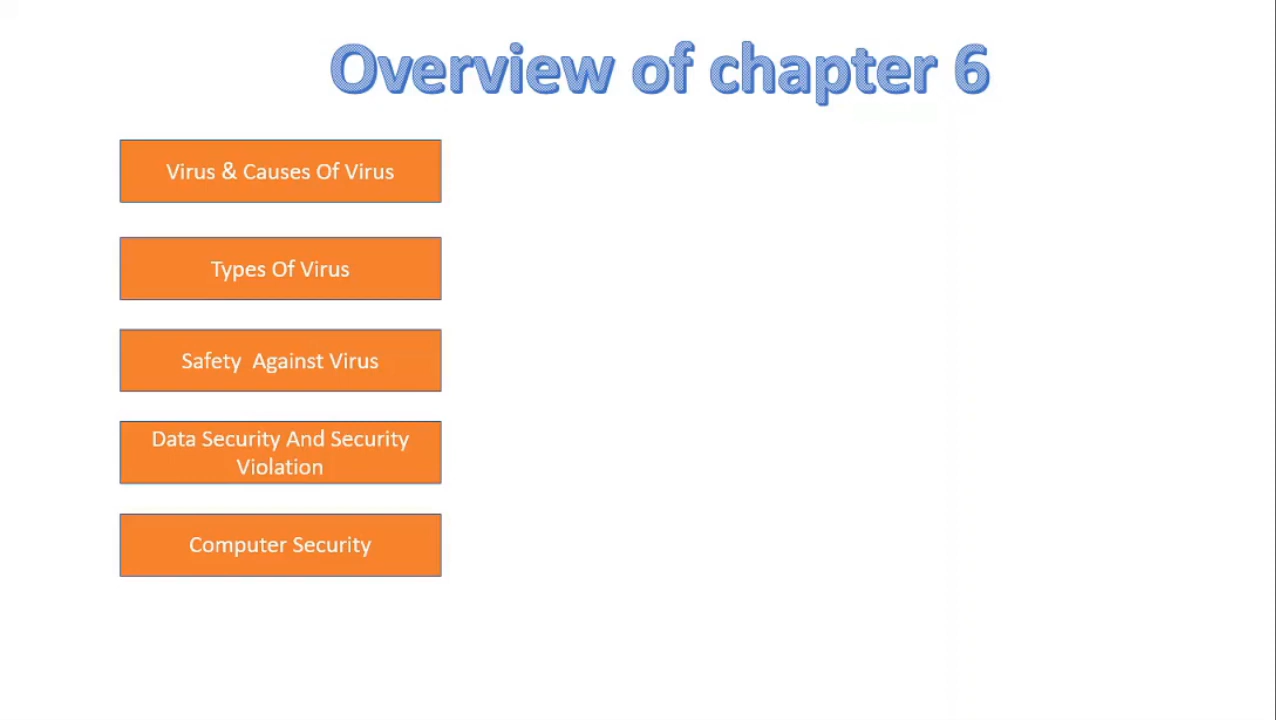 Overview of chapter 6
Virus & Causes Of Virus
Types Of Virus
Safety  Against Virus
Data Security And Security
Violation
Computer Security